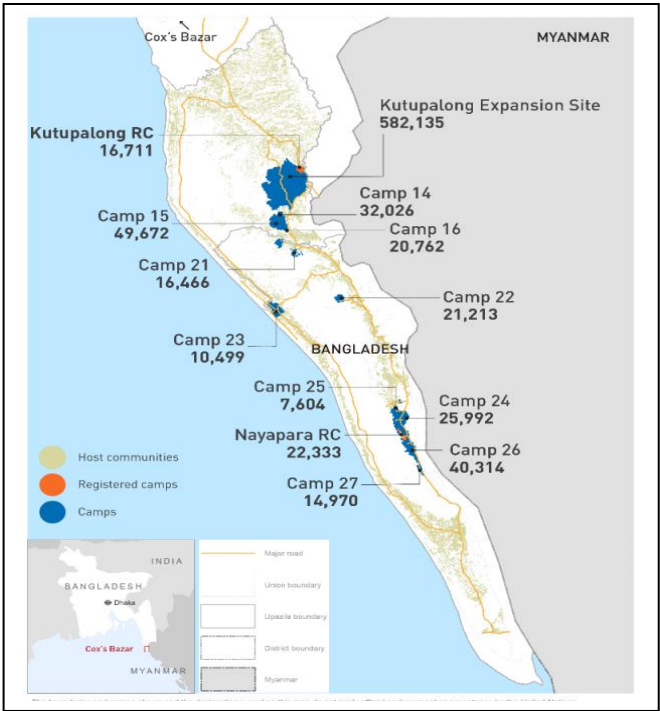 Cox's Bazar
MYANMAR
Kutupalong Expansion Site
582,135
Kutupalong RC
16,711
Camp 14
32,026
Camp 15
49,672
Camp 16
20,762
Camp 21
16,466
Camp 22
21,213
Camp 23
10,499
BANGLADESH
Camp 25
7,604
Camp 24
25,992
Nayapara RC
22,333
Camp 26
40,314
Camp 27
14,970
Host communities
Registered camps
Camps
INDIA
BANGLADESH
Dhaka
Cox's Bazar
MYANMAR
Major road
Union boundary
Upazila boundary
District boundary
Myanmar